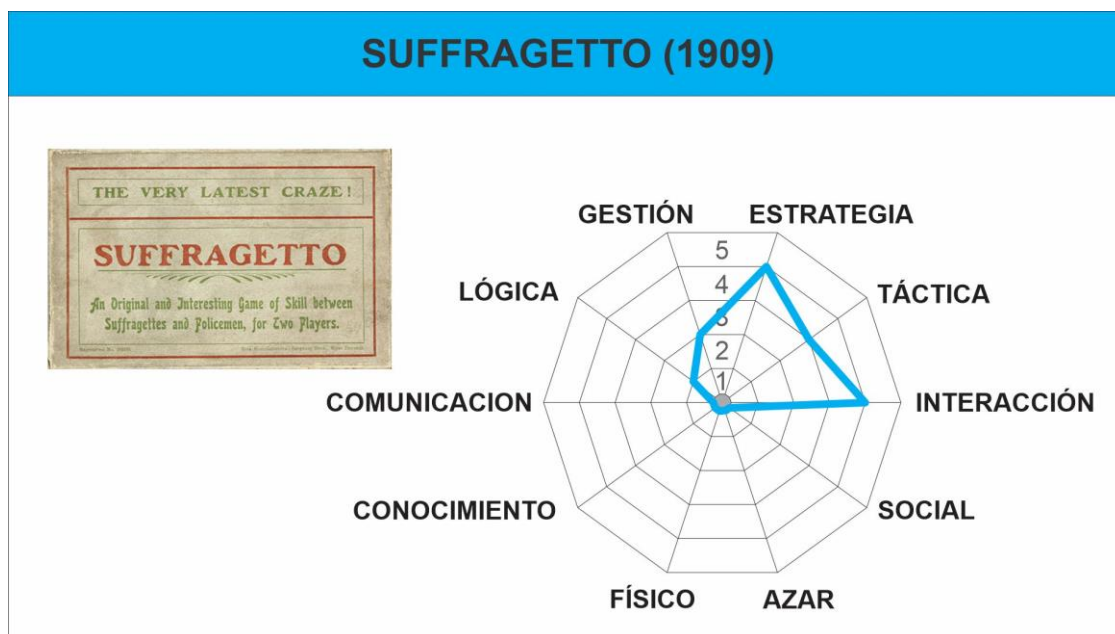 SUFFRAGETTO (1909)
THE VERY LATEST CRAZE!
SUFFRAGETTO
An Original and Interesting Game of Skill between
Suffragettes and Policemen, for Two Players.
GESTIÓN
ESTRATEGIA
LÓGICA
TÁCTICA
COMUNICACION
INTERACCIÓN
CONOCIMIENTO
SOCIAL
FÍSICO
AZAR
5
4
3
2
1